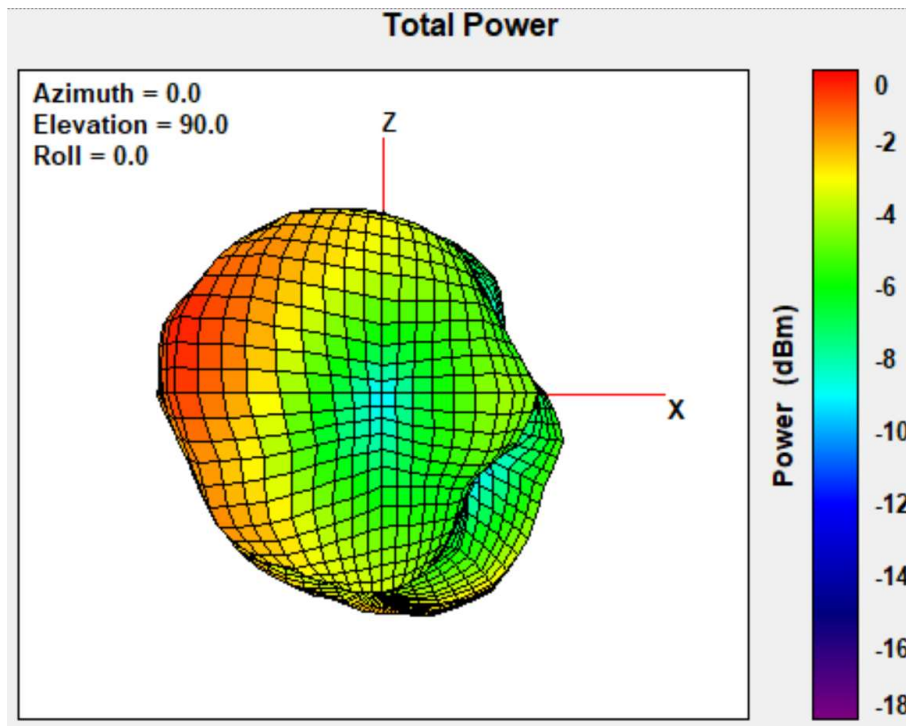 Total Power
Azimuth = 0.0
Elevation = 90.0
Roll = 0.0
Z
X
Power (dBm)
0
-2
-4
-6
-8
-10
-12
-14
-16
-18